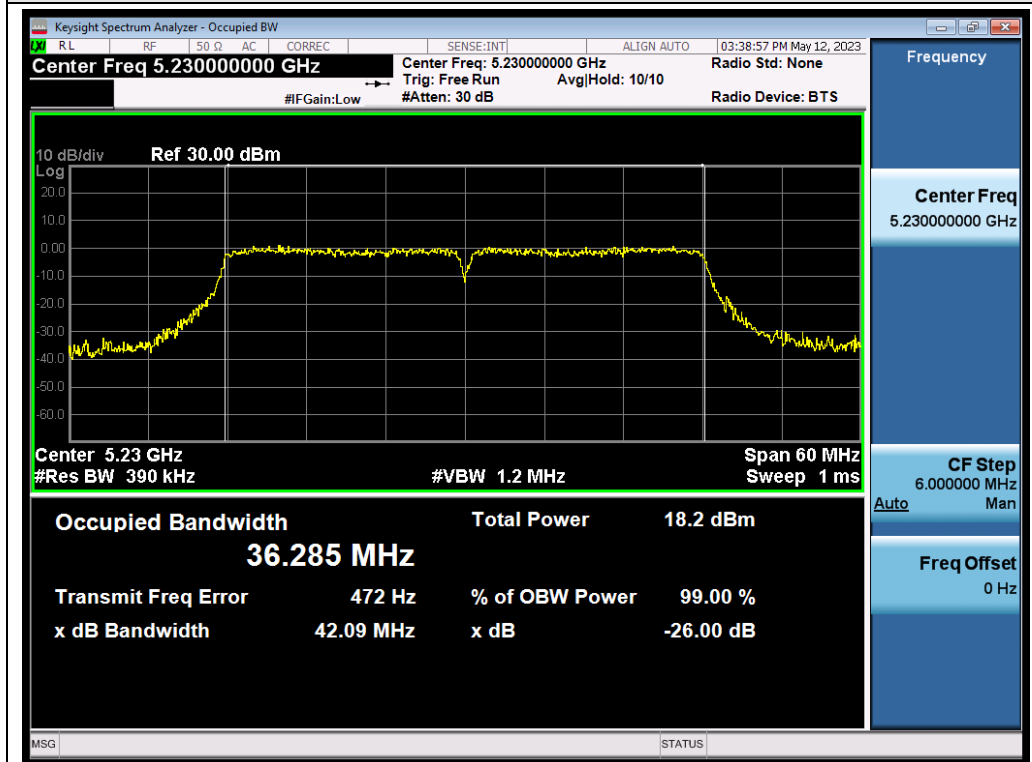 Keysight Spectrum Analyzer - Occupied BW
LXI RL RF 50 Ω AC CORREC SENSE:INT ALIGN AUTO 03:38:57 PM May 12, 2023
Center Freq 5.230000000 GHz
Center Freq: 5.230000000 GHz
Radio Std: None
Trig: Free Run
Avg|Hold: 10/10
#IFGain:Low
#Atten: 30 dB
Radio Device: BTS
10 dB/div
Ref 30.00 dBm
Log
20.0
10.0
0.00
-10.0
-20.0
-30.0
-40.0
-50.0
-60.0
Center 5.23 GHz
Span 60 MHz
#Res BW 390 kHz
#VBW 1.2 MHz
Sweep 1 ms
Occupied Bandwidth
Total Power 18.2 dBm
36.285 MHz
Transmit Freq Error 472 Hz
% of OBW Power 99.00 %
x dB Bandwidth 42.09 MHz
x dB -26.00 dB
Frequency
Center Freq
5.230000000 GHz
CF Step
6.000000 MHz
Auto Man
Freq Offset
0 Hz
MSG
STATUS